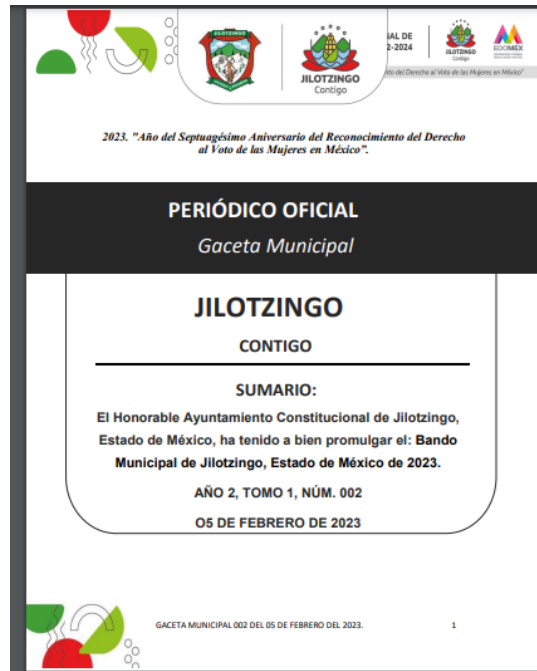 JILOTZINGO
JILOTZINGO
Contigo
AL DE
2-2024
JILOTZINGO
Contigo
EDOMEX
del Derecho al Voto de las Mujeres en México"
2023. "Año del Septuagésimo Aniversario del Reconocimiento del Derecho
al Voto de las Mujeres en México".
PERIÓDICO OFICIAL
Gaceta Municipal
JILOTZINGO
CONTIGO
SUMARIO:
El Honorable Ayuntamiento Constitucional de Jilotzingo,
Estado de México, ha tenido a bien promulgar el: Bando
Municipal de Jilotzingo, Estado de México de 2023.
AÑO 2, TOMO 1, NÚM. 002
O5 DE FEBRERO DE 2023
GACETA MUNICIPAL 002 DEL 05 DE FEBRERO DEL 2023. 1